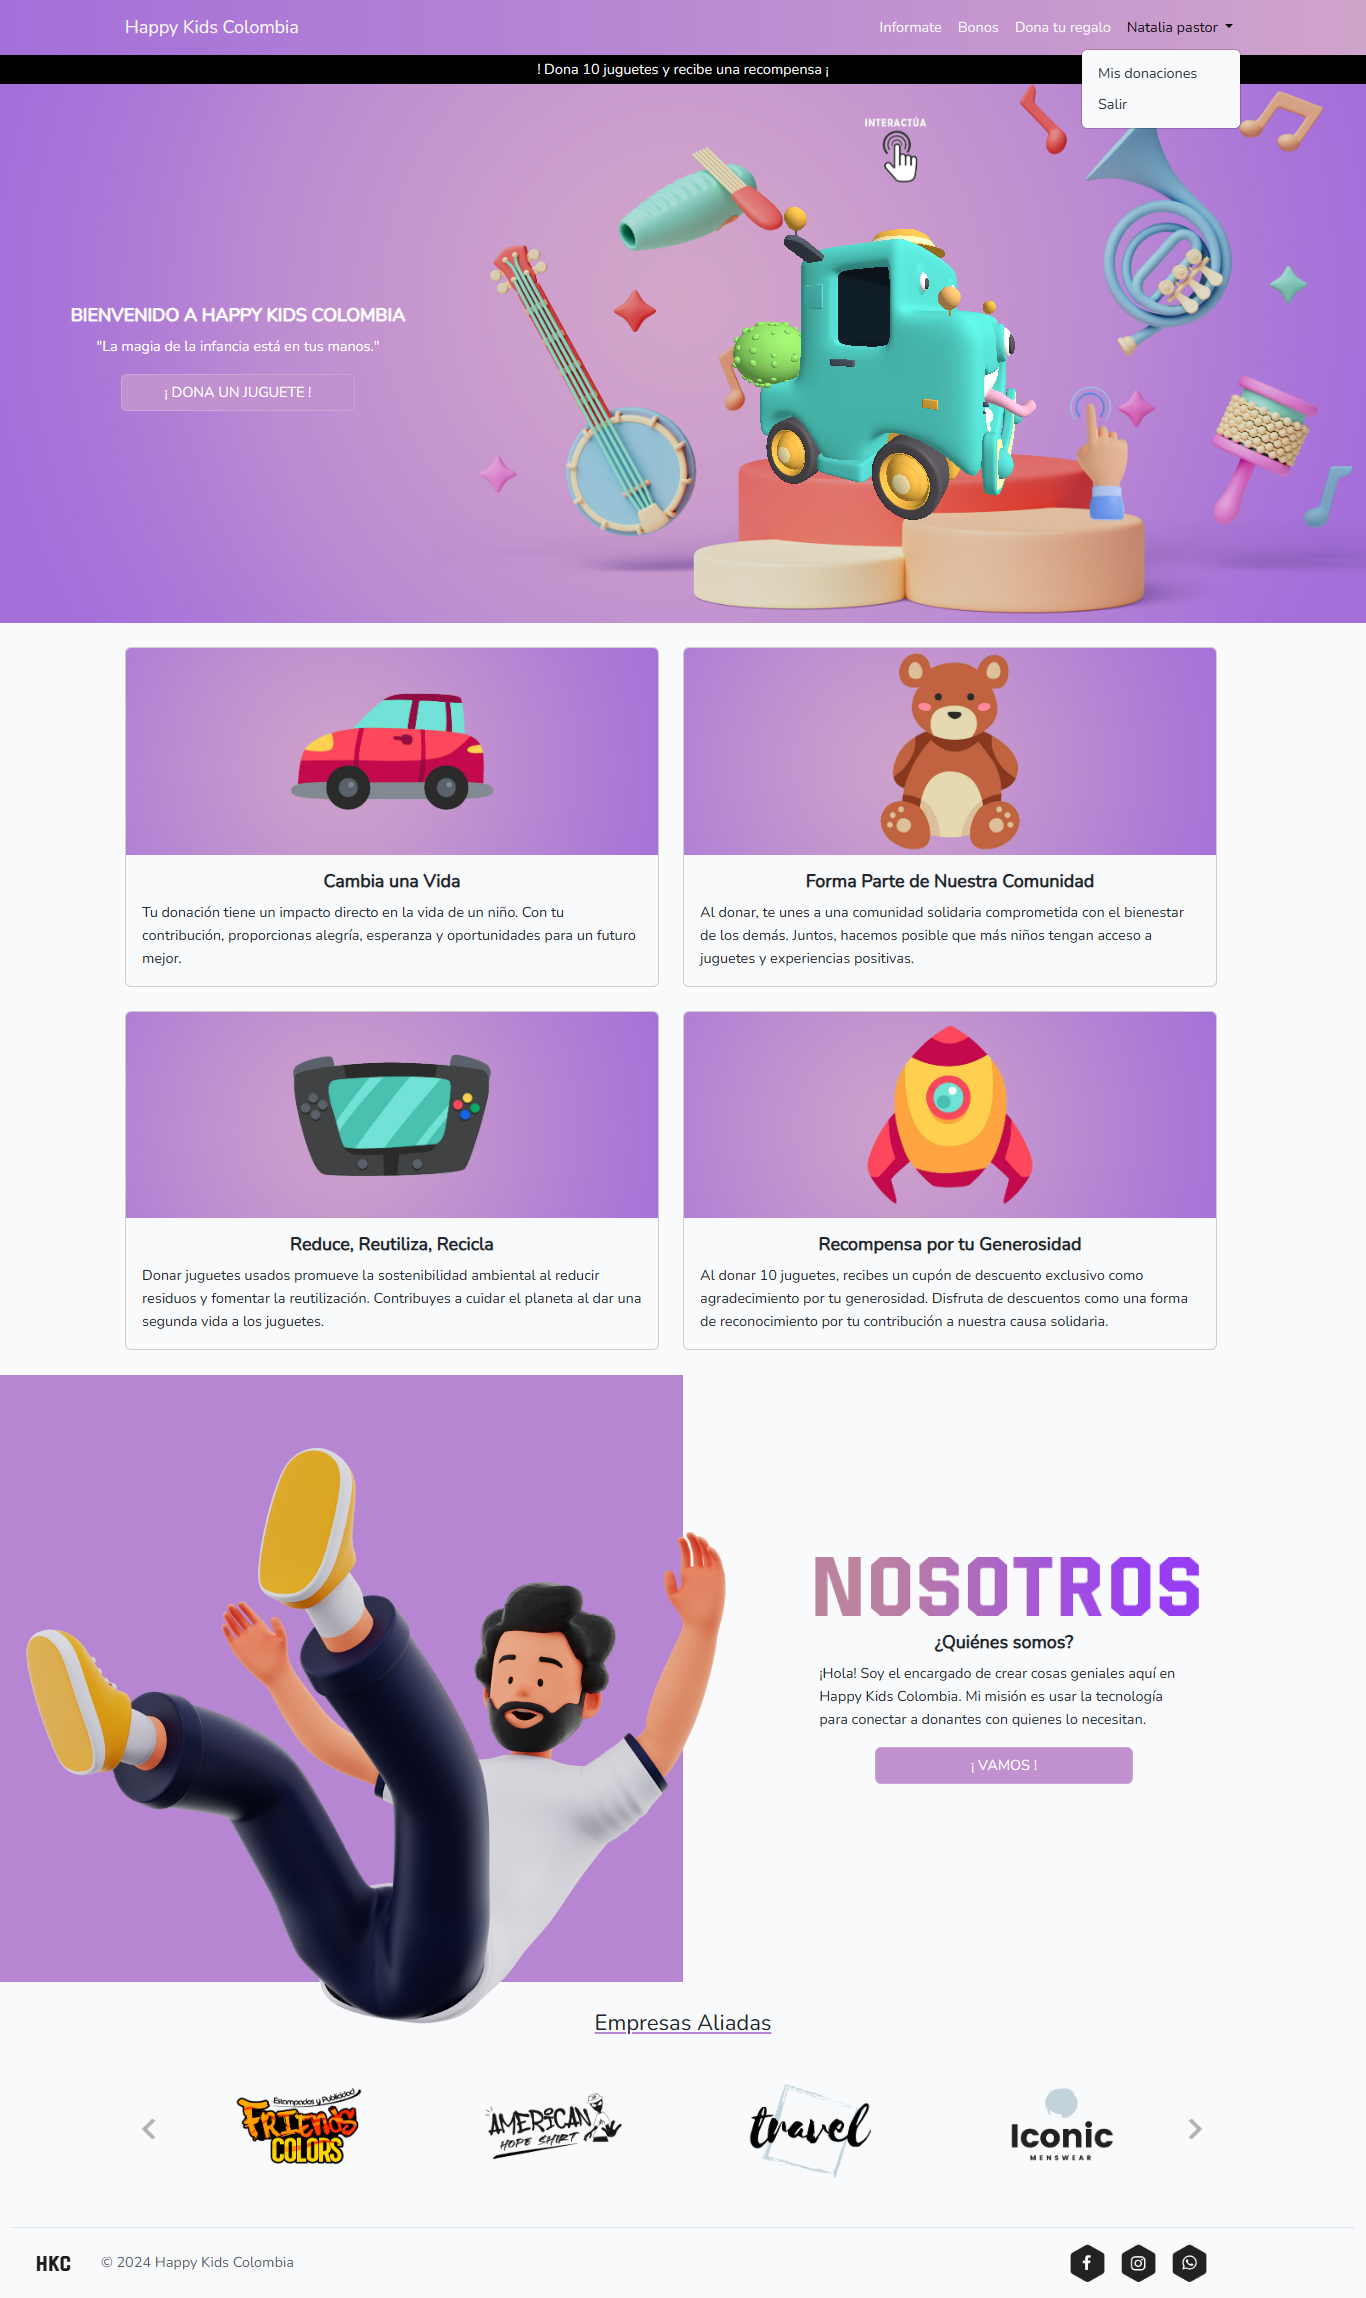 Happy Kids Colombia
Informate
Bonos
Dona tu regalo
Natalia pastor
Mis donaciones
Salir
! Dona 10 juguetes y recibe una recompensa ¡
INTERACTÚA
BIENVENIDO A HAPPY KIDS COLOMBIA
"La magia de la infancia está en tus manos."
¡ DONA UN JUGUETE !
Cambia una Vida
Tu donación tiene un impacto directo en la vida de un niño. Con tu
contribución, proporcionas alegría, esperanza y oportunidades para un futuro
mejor.
Forma Parte de Nuestra Comunidad
Al donar, te unes a una comunidad solidaria comprometida con el bienestar
de los demás. Juntos, hacemos posible que más niños tengan acceso a
juguetes y experiencias positivas.
Reduce, Reutiliza, Recicla
Donar juguetes usados promueve la sostenibilidad ambiental al reducir
residuos y fomentar la reutilización. Contribuyes a cuidar el planeta al dar una
segunda vida a los juguetes.
Recompensa por tu Generosidad
Al donar 10 juguetes, recibes un cupón de descuento exclusivo como
agradecimiento por tu generosidad. Disfruta de descuentos como una forma
de reconocimiento por tu contribución a nuestra causa solidaria.
NOSOTROS
¿Quiénes somos?
¡Hola! Soy el encargado de crear cosas geniales aquí en
Happy Kids Colombia. Mi misión es usar la tecnología
para conectar a donantes con quienes lo necesitan.
¡ VAMOS !
Empresas Aliadas
Estampados y Publicidad
FRIENDS
COLORS
AMERICAN
HOPE SHIRT
travel
Iconic
MENSWEAR
HKC
© 2024 Happy Kids Colombia